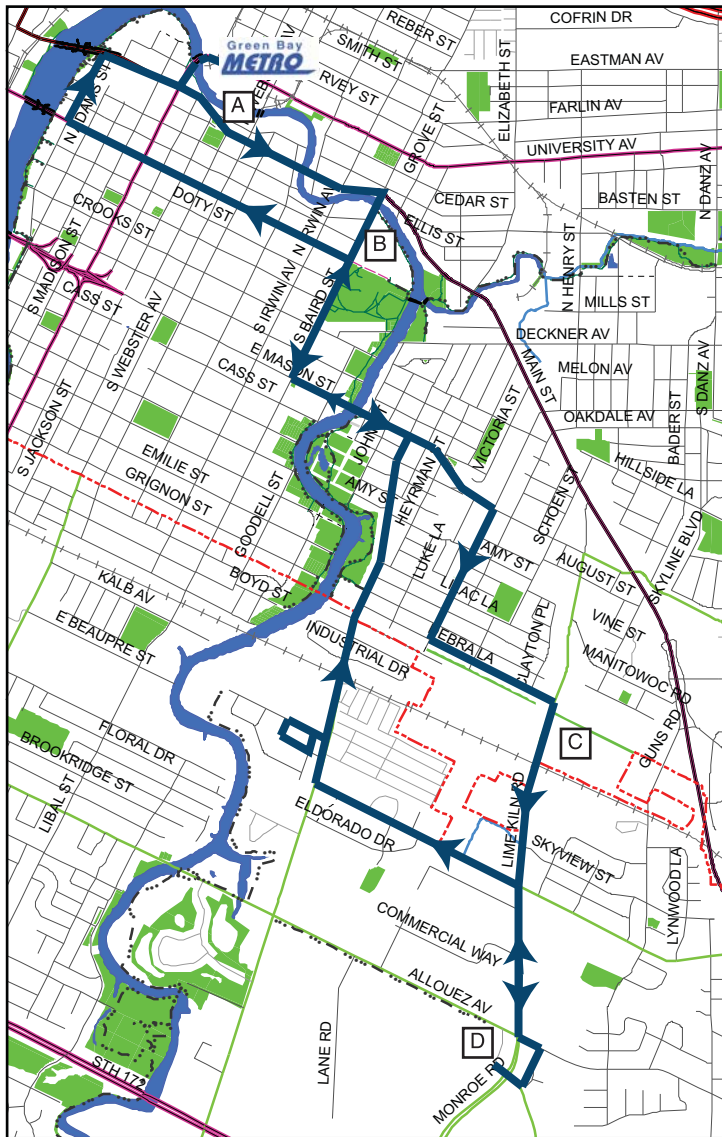 COFRIN DR
REBER ST
Green Bay
METRO
SMITH ST
EASTMAN AV
ELIZABETH ST
RVEY ST
FARLIN AV
A
GROVE ST
UNIVERSITY AV
N DANZ AV
CEDAR ST
BASTEN ST
DOTY ST
N IRWIN AV
ELLIS ST
CROOKS ST
B
N HENRY ST
S MADISON ST
CASS ST
S IRWIN AV
S BAIRD ST
MILLS ST
S WEBSTER AV
DECKNER AV
E MASON ST
MAIN ST
MELON AV
CASS ST
S DANZ AV
VICTORIA ST
OAKDALE AV
BADER ST
S JACKSON ST
EMILIE ST
HEYRMAN ST
HILLSIDE LA
GRIGNON ST
AMY ST
SCHOEN ST
GOODELL ST
LUKE LA
AMY ST
SKYLINE BLVD
AUGUST ST
KALB AV
BOYD ST
LILAC LA
VINE ST
E BEAUPRE ST
EBRA LA
CLAYTON PL
INDUSTRIAL DR
MANITOWOC RD
C
GUNS RD
FLORAL DR
BROOKRIDGE ST
LIBAL ST
LIME KILN RD
ELDORADO DR
SKYVIEW ST
LYNWOOD LA
COMMERCIAL WAY
ALLOUEZ AV
D
LANE RD
STH 172
MONROE RD